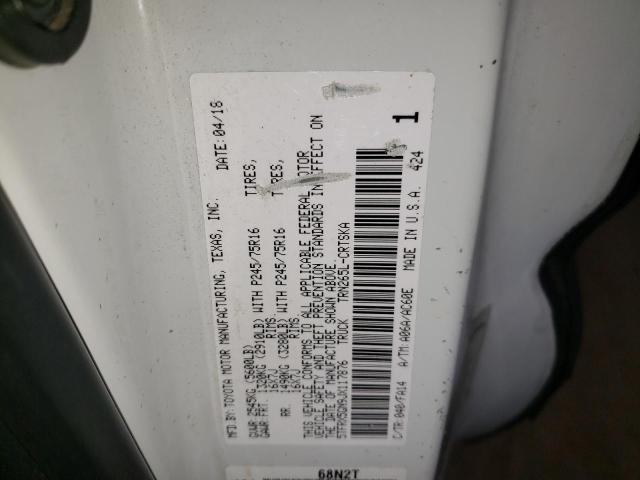 MFD.BY:TOYOTA MOTOR MANUFACTURING, TEXAS, INC. DATE:04/18
GVWR 2545KG (5600LB)
GAWR FRT 1320KG (2910LB) WITH P245/75R16 TIRES,
16X7J RIMS,
RR. 1490KG (3280LB) WITH P245/75R16 TIRES,
16X7J RIMS.
THIS VEHICLE CONFORMS TO ALL APPLICABLE FEDERAL MOTOR
VEHICLE SAFETY AND THEFT PREVENTION STANDARDS IN EFFECT ON
THE DATE OF MANUFACTURE SHOWN ABOVE.
5TFRX5GN9JX117876 TRUCK TRN265L-CRTSKA
1
C/TR:040/FA14 A/TM:A06A/AC60E MADE IN U.S.A. 424
68N2T